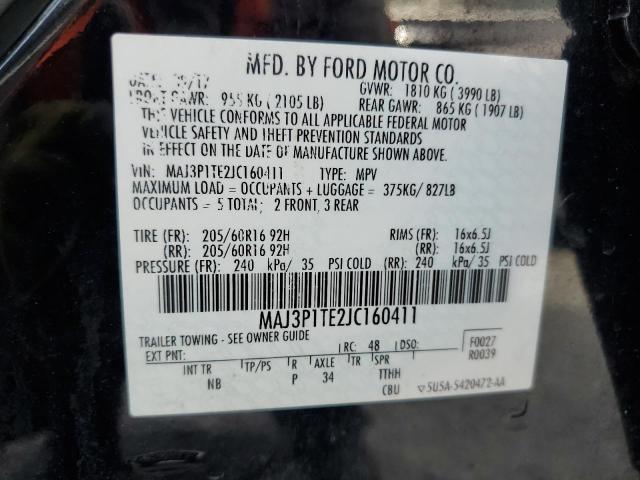 MFD. BY FORD MOTOR CO.
DATE: 09/17 GVWR: 1810 KG ( 3990 LB)
FRONT GAWR: 955 KG ( 2105 LB) REAR GAWR: 865 KG ( 1907 LB)
THIS VEHICLE CONFORMS TO ALL APPLICABLE FEDERAL MOTOR
VEHICLE SAFETY AND THEFT PREVENTION STANDARDS
IN EFFECT ON THE DATE OF MANUFACTURE SHOWN ABOVE.
VIN: MAJ3P1TE2JC160411 TYPE: MPV
MAXIMUM LOAD = OCCUPANTS + LUGGAGE = 375KG/ 827LB
OCCUPANTS = 5 TOTAL; 2 FRONT, 3 REAR
TIRE (FR): 205/60R16 92H RIMS (FR): 16x6.5J
(RR): 205/60R16 92H (RR): 16x6.5J
PRESSURE (FR): 240 kPa/ 35 PSI COLD (RR): 240 kPa/ 35 PSI COLD
MAJ3P1TE2JC160411
TRAILER TOWING - SEE OWNER GUIDE
EXT PNT: RC: 48 DSO: F0027
R0039
INT TR TP/PS R AXLE TR SPR
NB P 34 TTHH
CBU 5U5A-5420472-AA